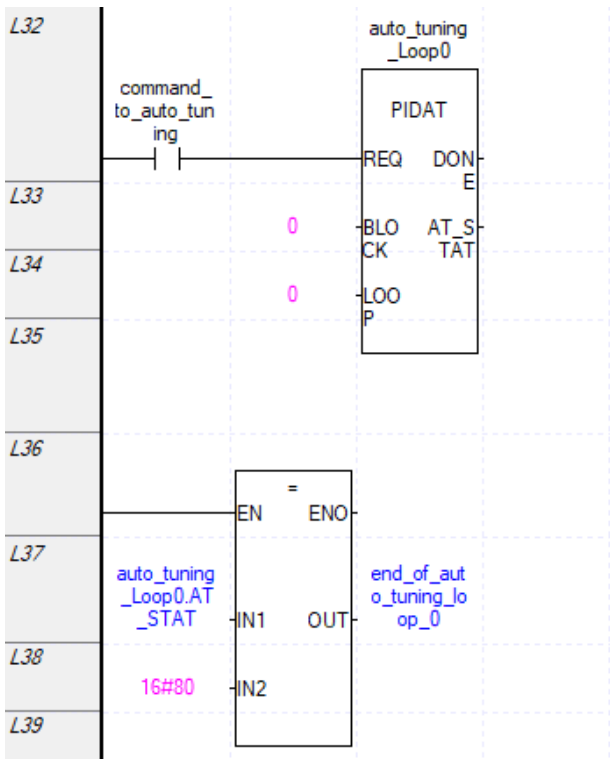 L32
auto_tuning
_Loop0
command_
to_auto_tun
ing
PIDAT
REQ DON
E
L33
0 BLO AT_S
CK TAT
L34
0 LOO
P
L35
L36
=
EN ENO
L37
auto_tuning
_Loop0.AT
_STAT
IN1 OUT
end_of_aut
o_tuning_lo
op_0
L38
16#80 IN2
L39